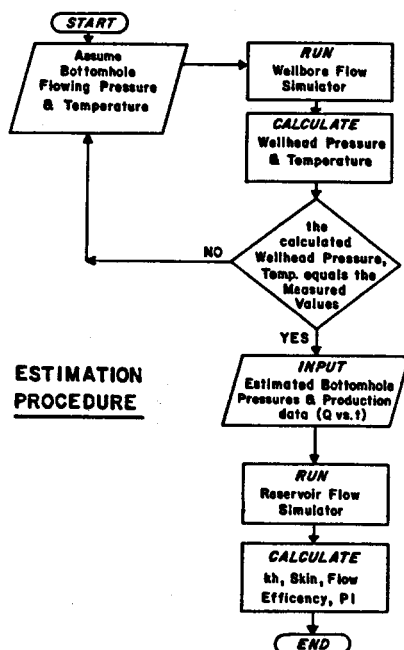 START
Assume
Bottomhole
Flowing Pressure
& Temperature
RUN
Wellbore Flow
Simulator
CALCULATE
Wellhead Pressure
& Temperature
the
calculated
Wellhead Pressure,
Temp. equals the
Measured
Values
NO
YES
ESTIMATION
PROCEDURE
INPUT
Estimated Bottomhole
Pressures & Production
data (Q vs. t)
RUN
Reservoir Flow
Simulator
CALCULATE
kh, Skin, Flow
Efficency, PI
END